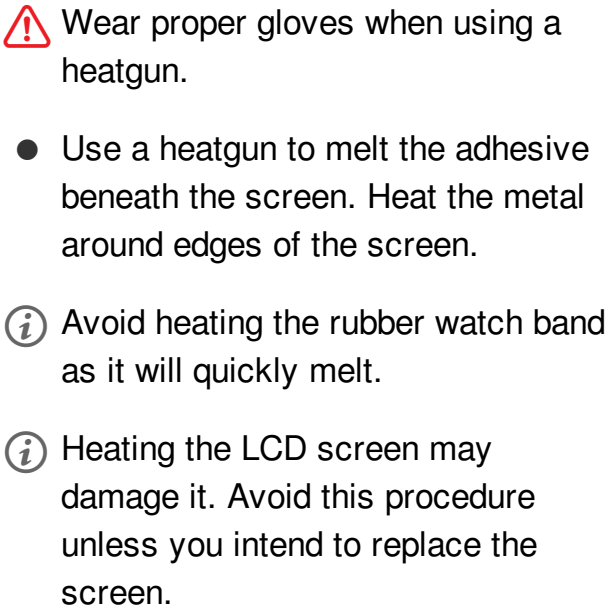 Wear proper gloves when using a
heatgun.
Use a heatgun to melt the adhesive
beneath the screen. Heat the metal
around edges of the screen.
Avoid heating the rubber watch band
as it will quickly melt.
Heating the LCD screen may
damage it. Avoid this procedure
unless you intend to replace the
screen.